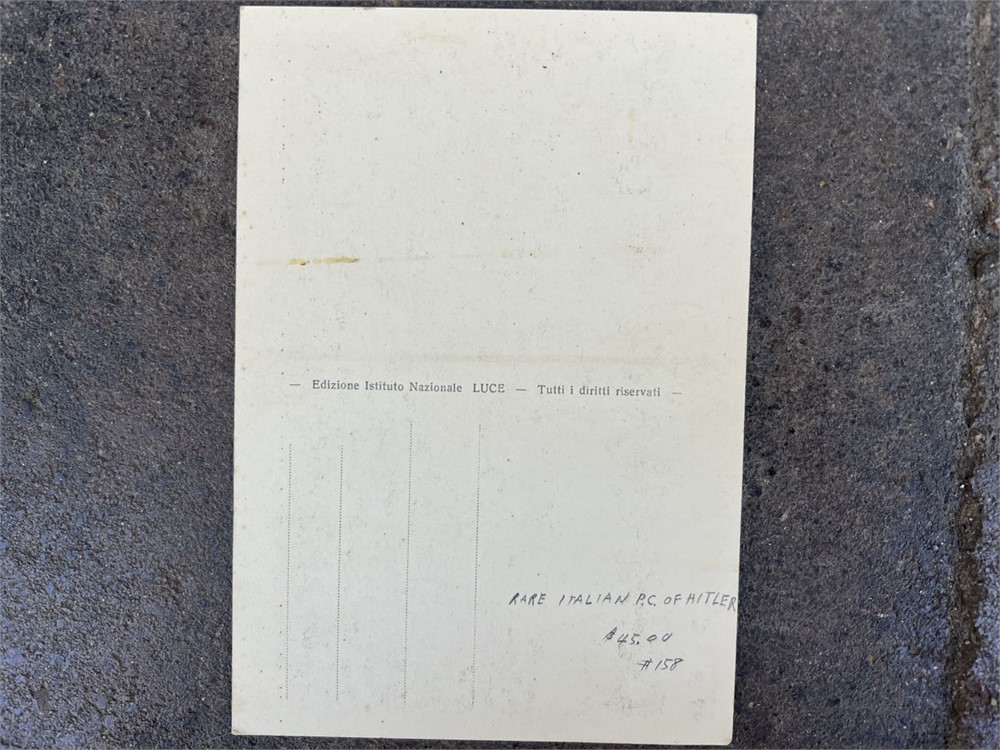 — Edizione Istituto Nazionale LUCE — Tutti i diritti riservati —
RARE ITALIAN P.C. OF HITLER
$45.00
#158